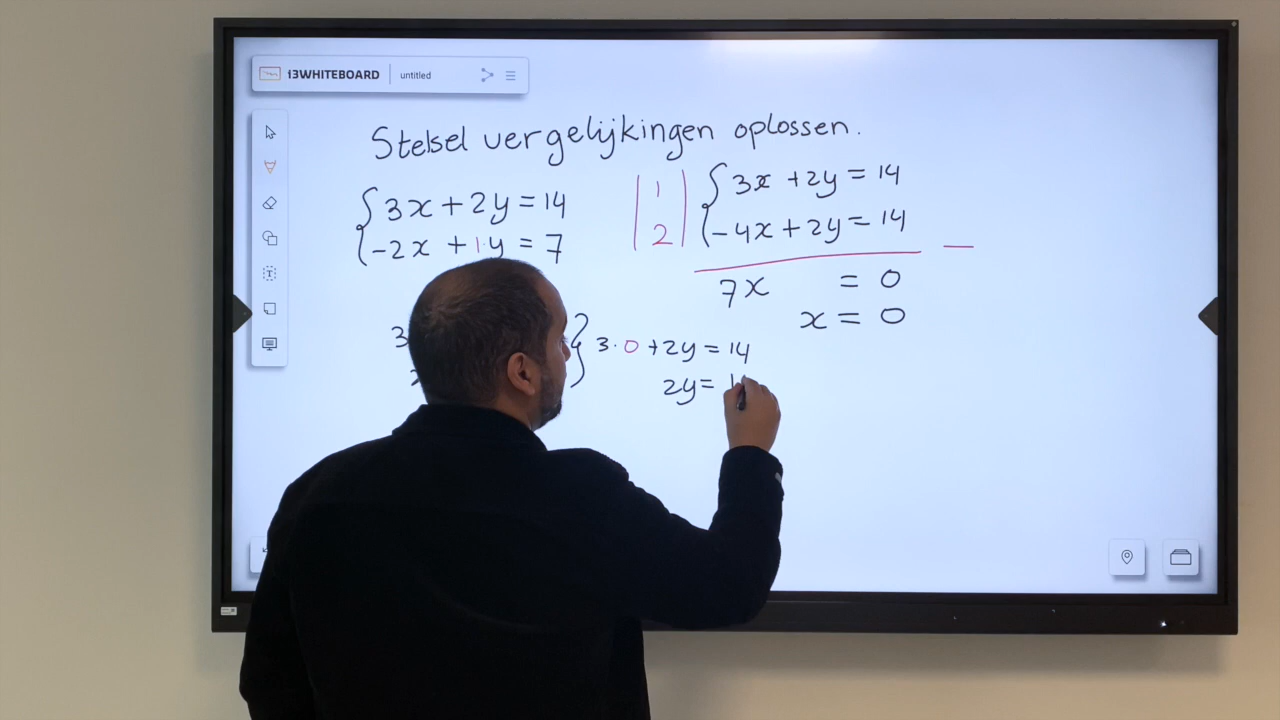 i3WHITEBOARD untitled
Stelsel vergelijkingen oplossen.
3x + 2y = 14
-2x + 1·y = 7
1
2
3x + 2y = 14
-4x + 2y = 14
7x = 0
x = 0
3
3·0 + 2y = 14
2y =